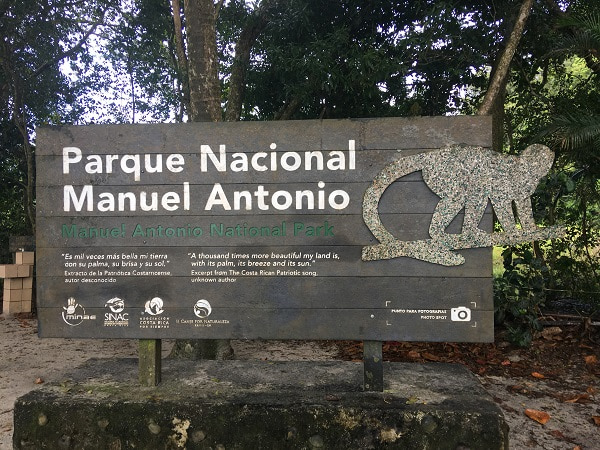 Parque Nacional
Manuel Antonio
Manuel Antonio National Park
"Es mil veces más bella mi tierra
con su palma, su brisa y su sol."
Extracto de la Patriótica Costarricense,
autor desconocido
"A thousand times more beautiful my land is,
with its palm, its breeze and its sun."
Excerpt from The Costa Rican Patriotic song,
unknown author
minae
SINAC
ASOCIACIÓN
COSTA RICA
POR SIEMPRE
PUNTO PARA FOTOGRAFIAS
PHOTO SPOT